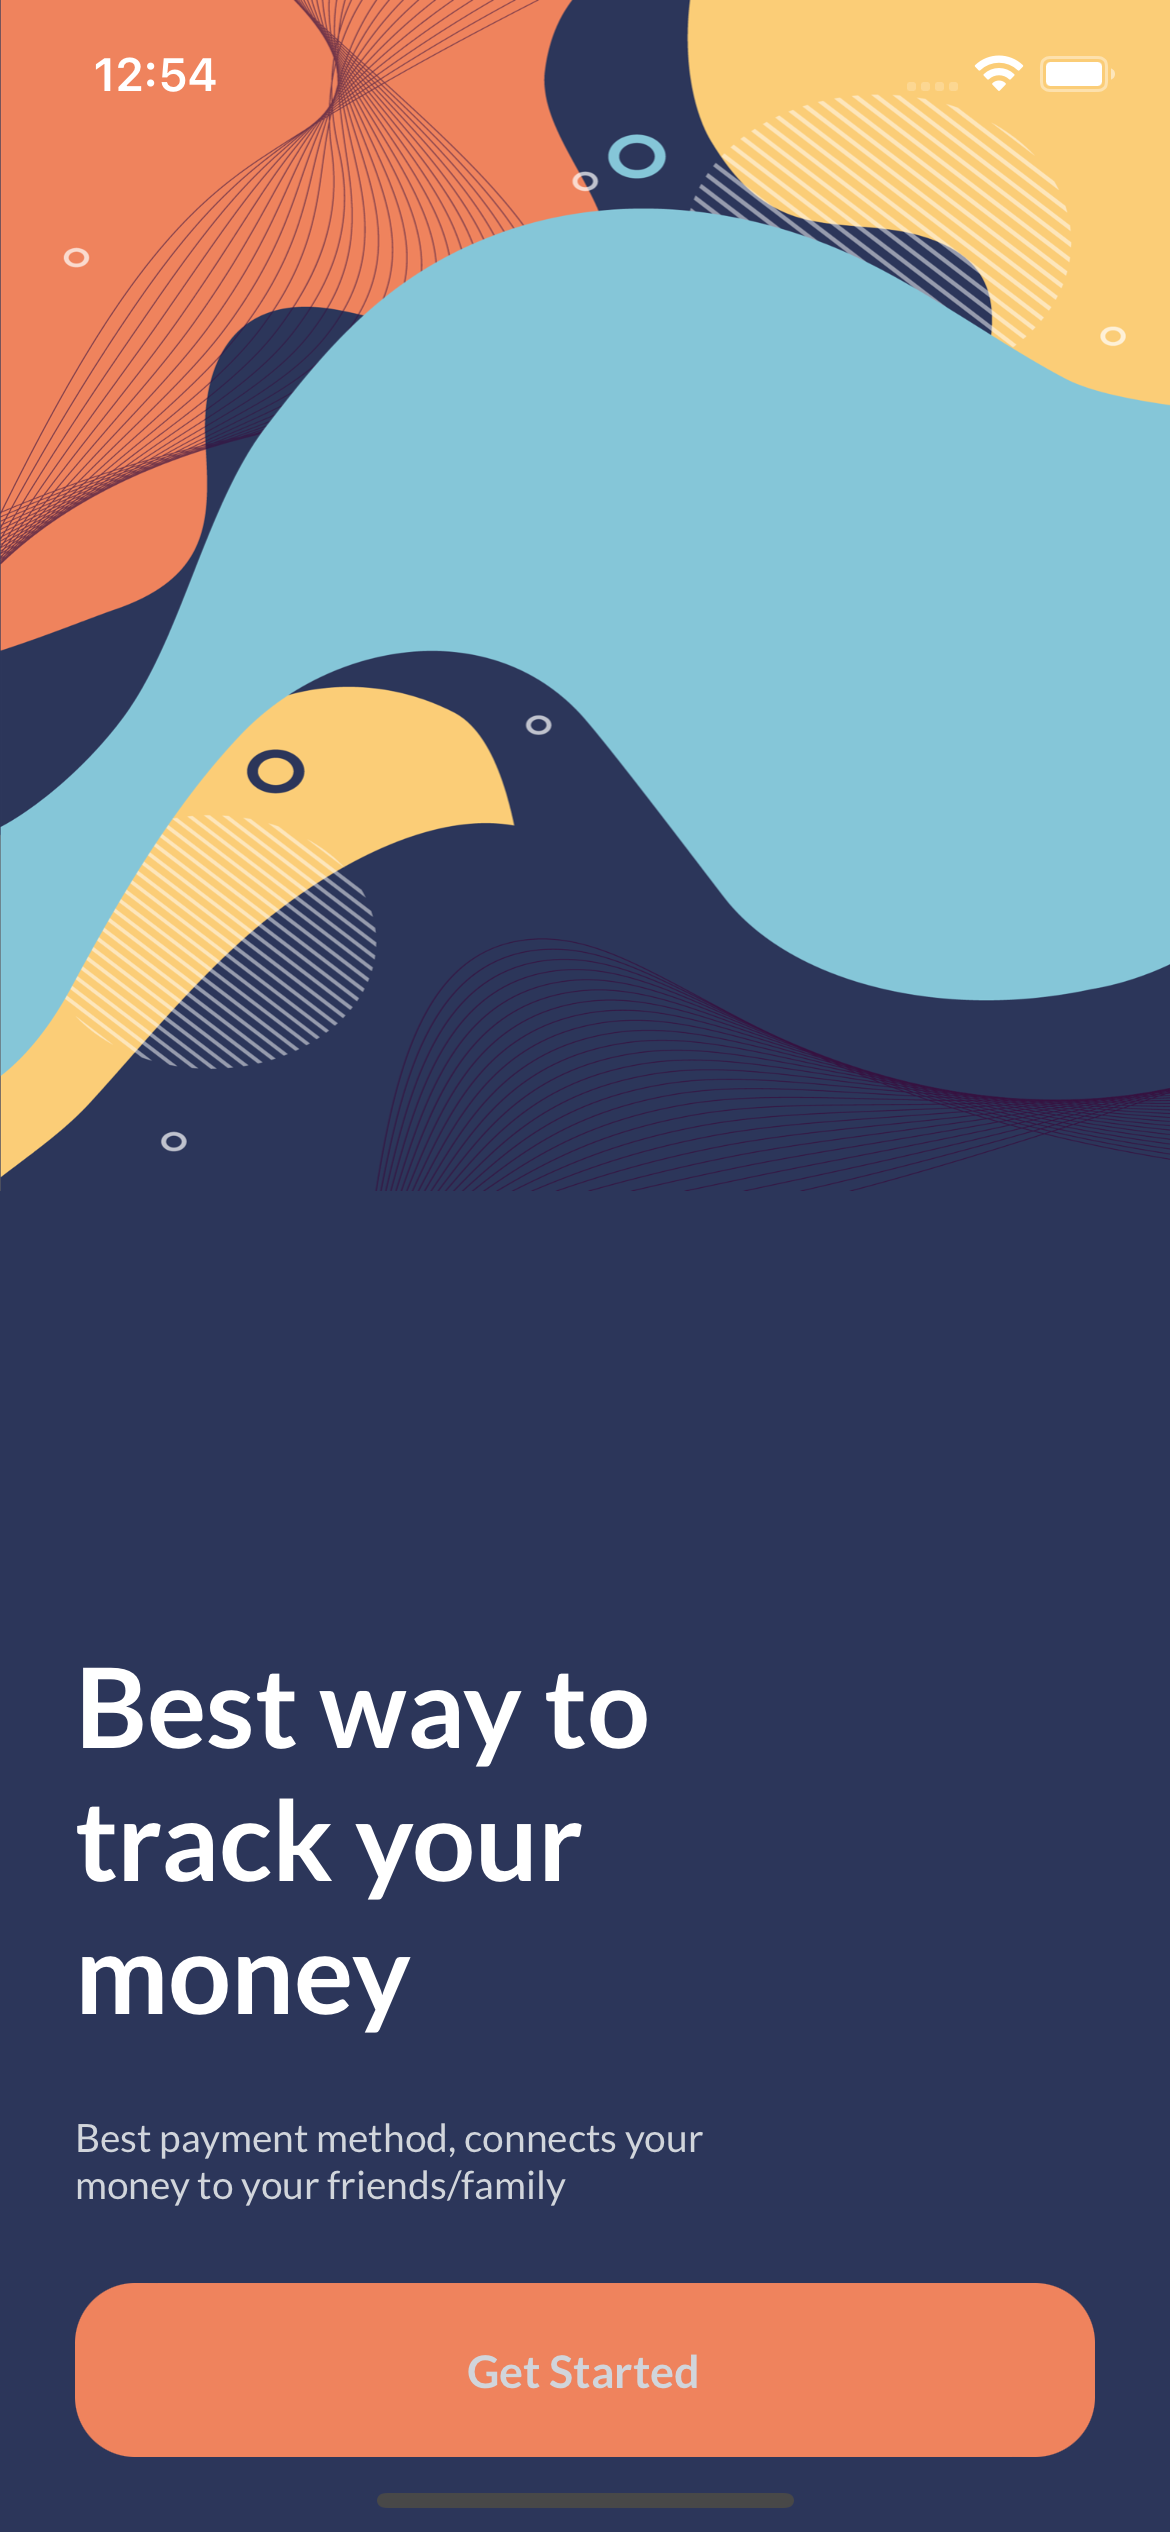 12:54
Best way to
track your
money
Best payment method, connects your
money to your friends/family
Get Started